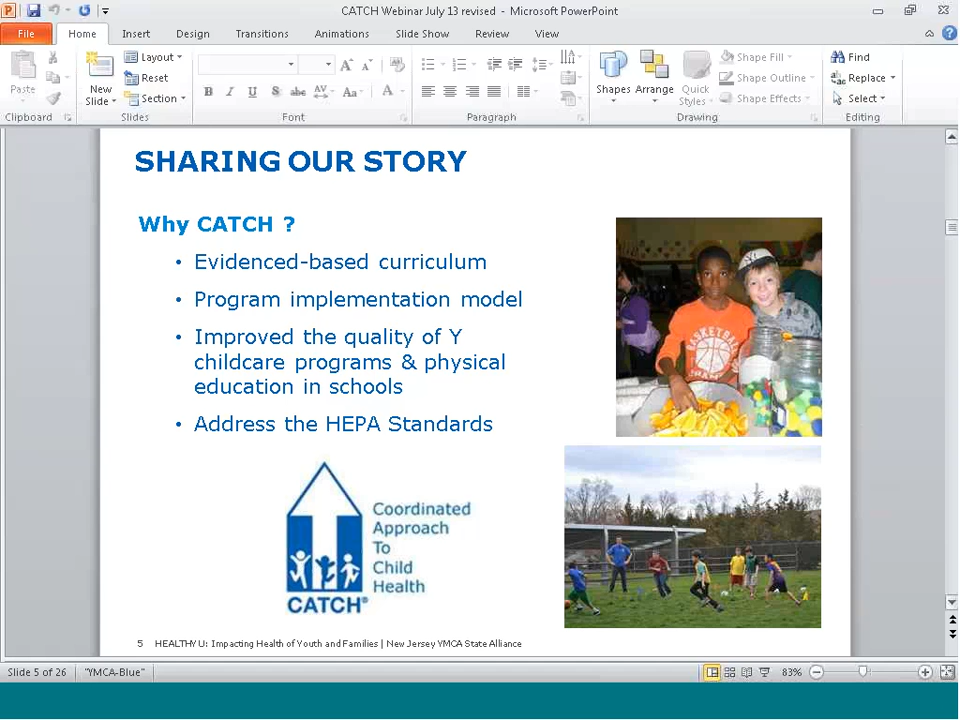 CATCH Webinar July 13 revised - Microsoft PowerPoint
File Home Insert Design Transitions Animations Slide Show Review View
Paste
New Slide
Layout
Reset
Section
B I U S abc AV Aa A
Shapes Arrange Quick Styles
Shape Fill
Shape Outline
Shape Effects
Find
Replace
Select
Clipboard Slides Font Paragraph Drawing Editing
SHARING OUR STORY
Why CATCH ?
• Evidenced-based curriculum
• Program implementation model
• Improved the quality of Y
childcare programs & physical
education in schools
• Address the HEPA Standards
BASKETBALL
Coordinated
Approach
To
Child
Health
CATCH®
5 HEALTHY U: Impacting Health of Youth and Families | New Jersey YMCA State Alliance
Slide 5 of 26 "YMCA-Blue" 83%